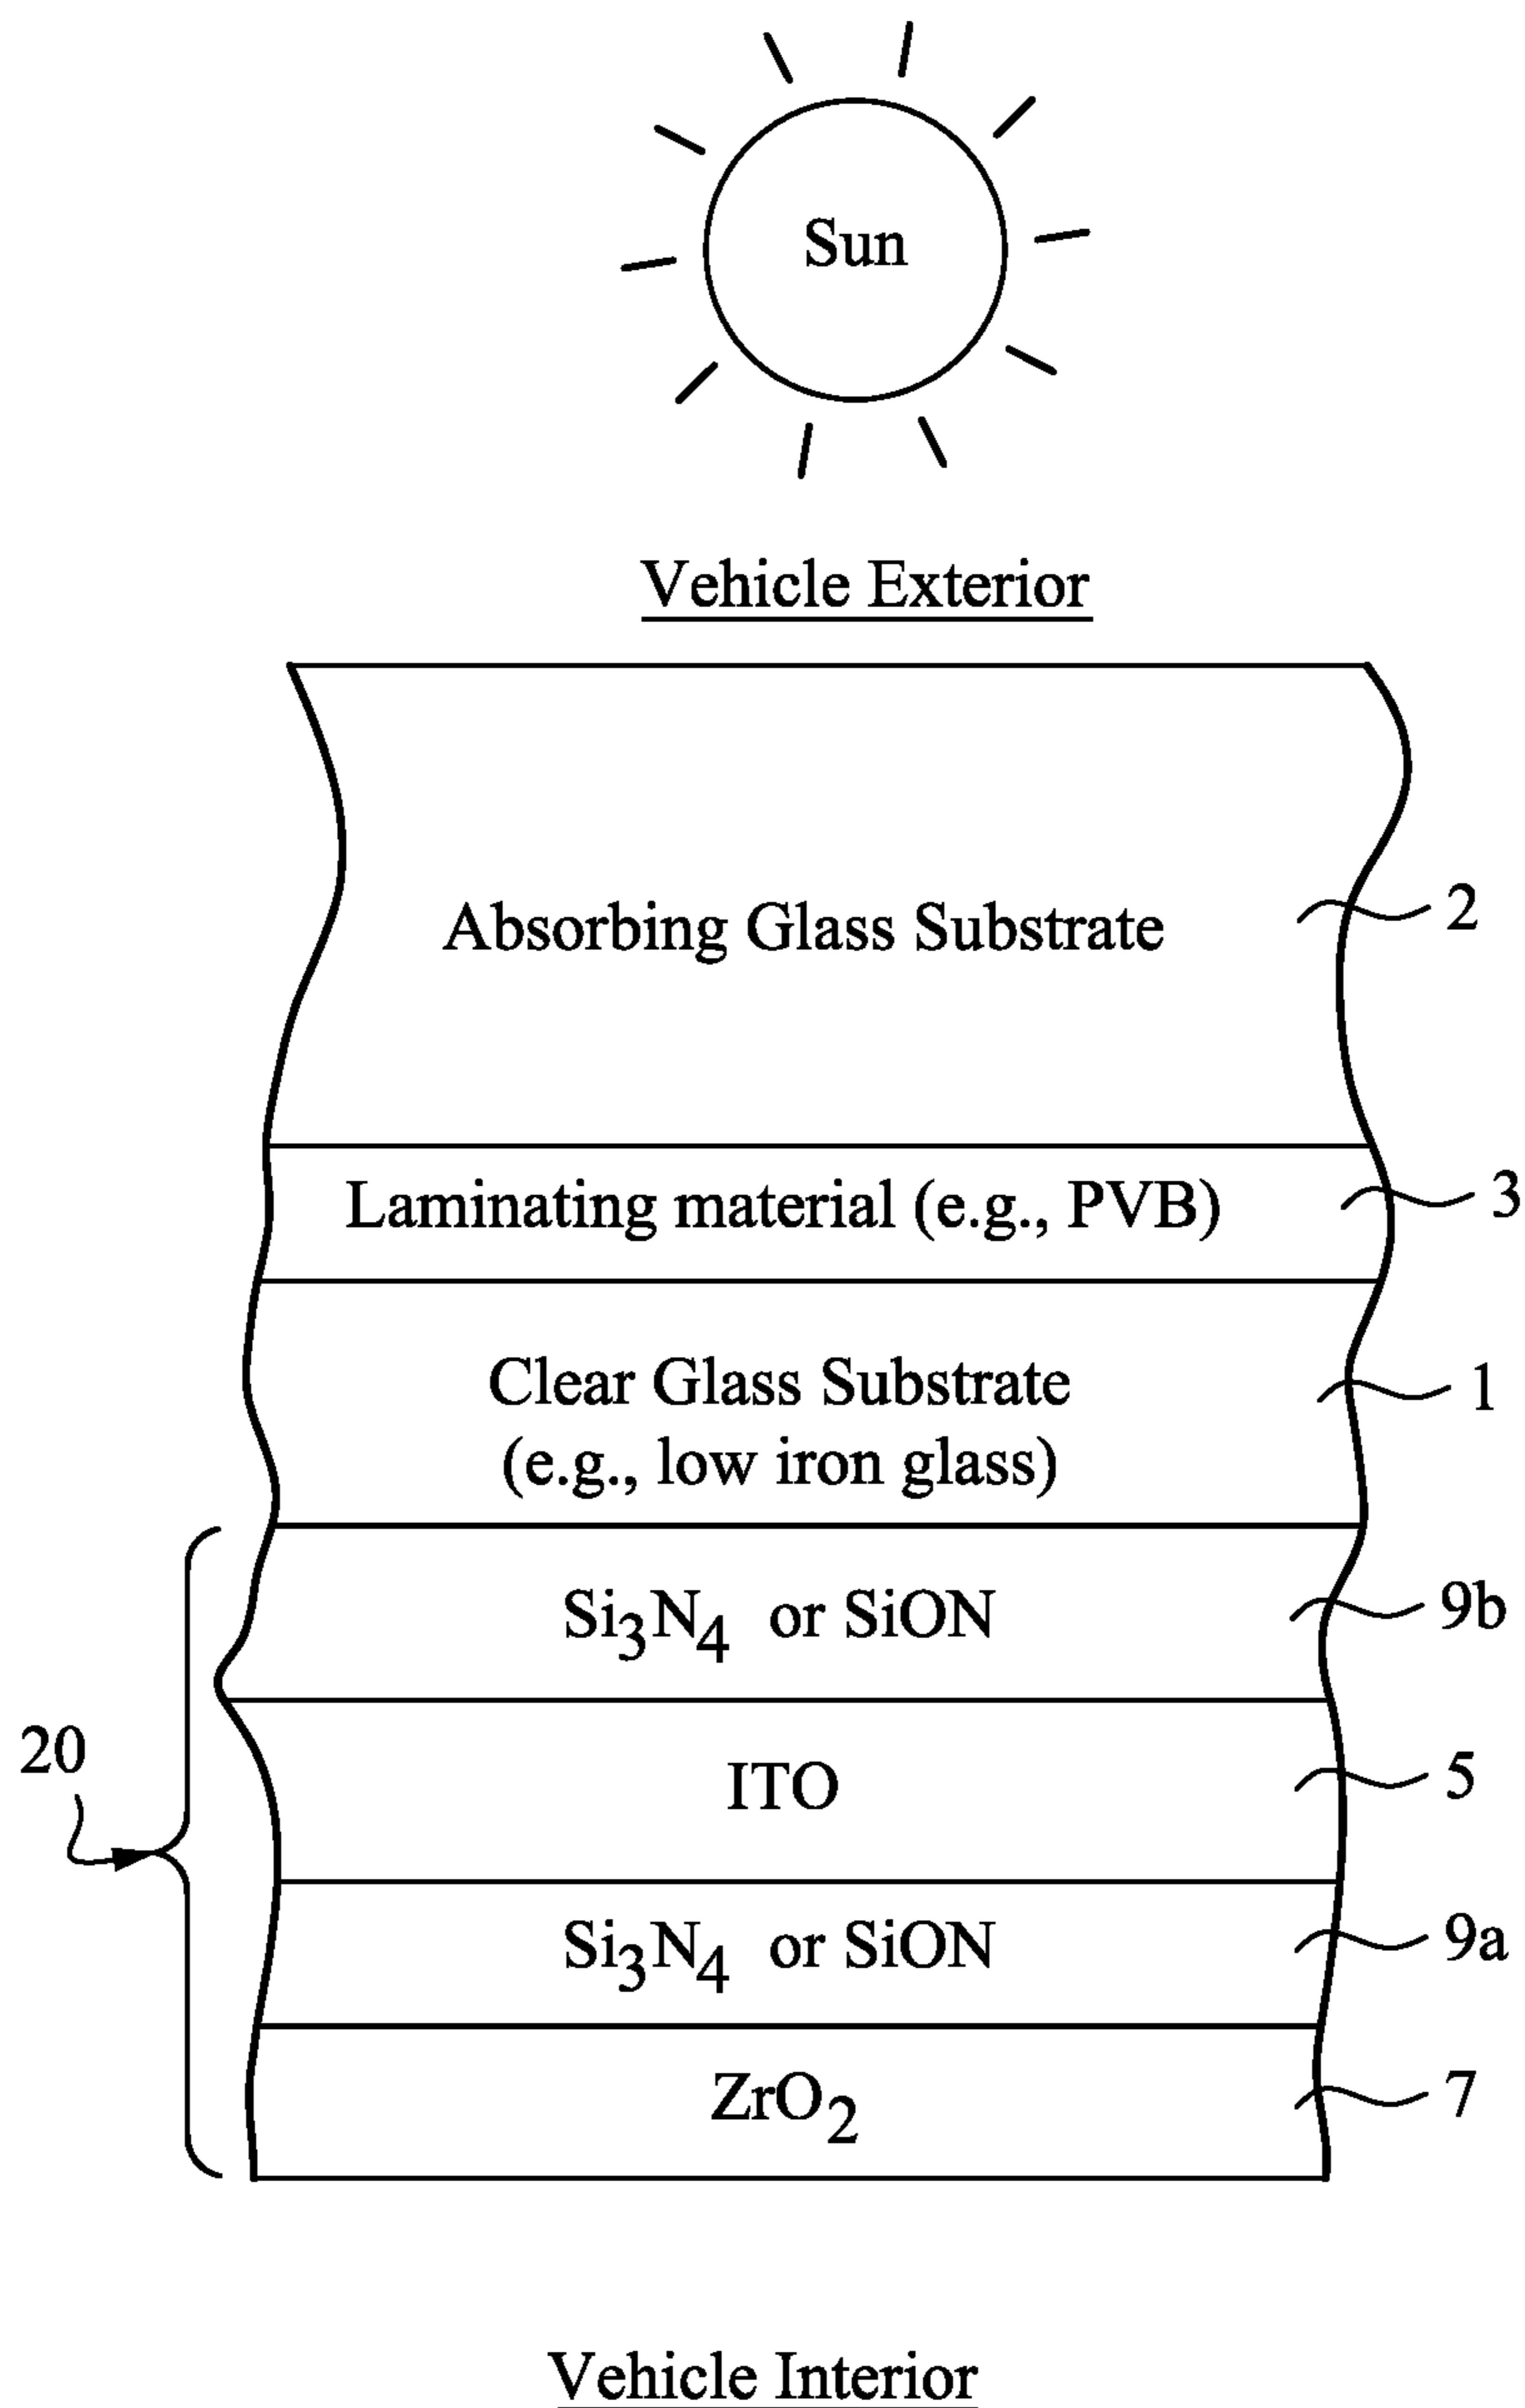 Sun
Vehicle Exterior
Absorbing Glass Substrate
2
Laminating material (e.g., PVB)
3
Clear Glass Substrate
1
(e.g., low iron glass)
Si₃N₄ or SiON
9b
20
ITO
5
Si₃N₄ or SiON
9a
ZrO₂
7
Vehicle Interior